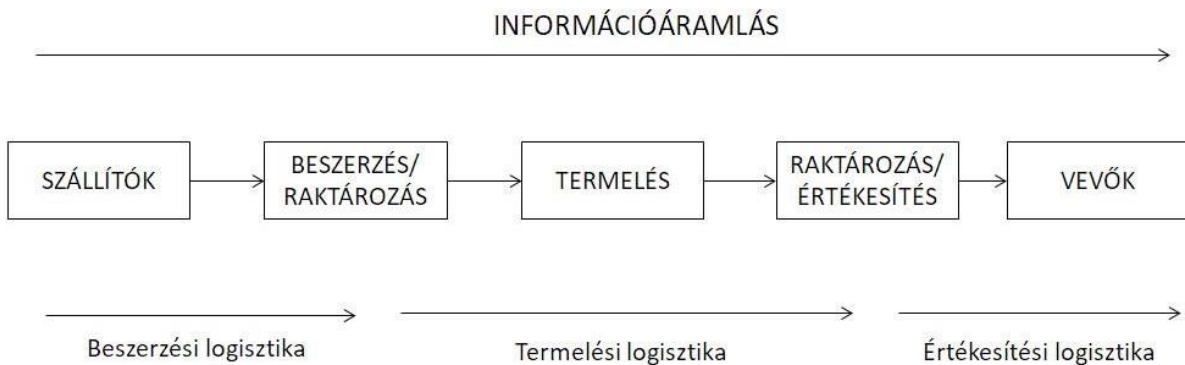 INFORMÁCIÓÁRAMLÁS
SZÁLLÍTÓK
BESZERZÉS/
RAKTÁROZÁS
TERMELÉS
RAKTÁROZÁS/
ÉRTÉKESÍTÉS
VEVŐK
Beszerzési logisztika
Termelési logisztika
Értékesítési logisztika